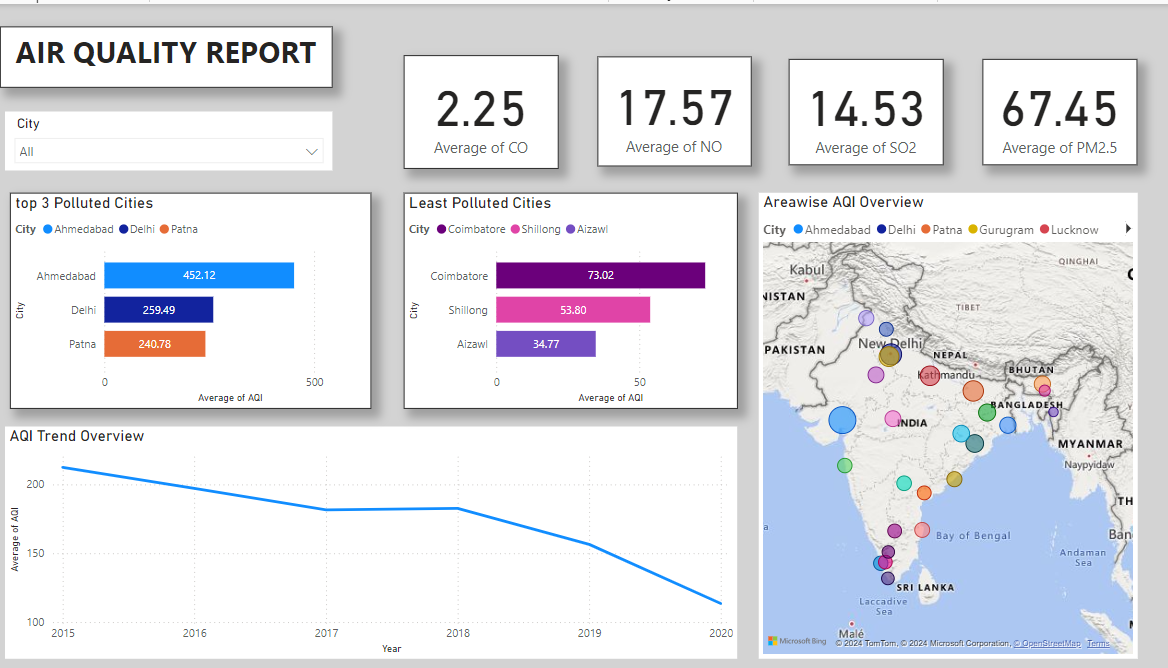 AIR QUALITY REPORT
City
All
2.25
Average of CO
17.57
Average of NO
14.53
Average of SO2
67.45
Average of PM2.5
top 3 Polluted Cities
City Ahmedabad Delhi Patna
City
Ahmedabad 452.12
Delhi 259.49
Patna 240.78
0 500
Average of AQI
Least Polluted Cities
City Coimbatore Shillong Aizawl
City
Coimbatore 73.02
Shillong 53.80
Aizawl 34.77
0 50
Average of AQI
Areawise AQI Overview
City Ahmedabad Delhi Patna Gurugram Lucknow
QINGHAI
Kabul
NISTAN
TIBET
New Delhi
PAKISTAN
NEPAL
Kathmandu
BHUTAN
BANGLADESH
INDIA
MYANMAR
Naypyidaw
TH
Ban
Bay of Bengal
Andaman
Sea
SRI LANKA
Laccadive
Sea
Malé
Microsoft Bing
© 2024 TomTom, © 2024 Microsoft Corporation, © OpenStreetMap Terms
AQI Trend Overview
Average of AQI
200
150
100
2015 2016 2017 2018 2019 2020
Year